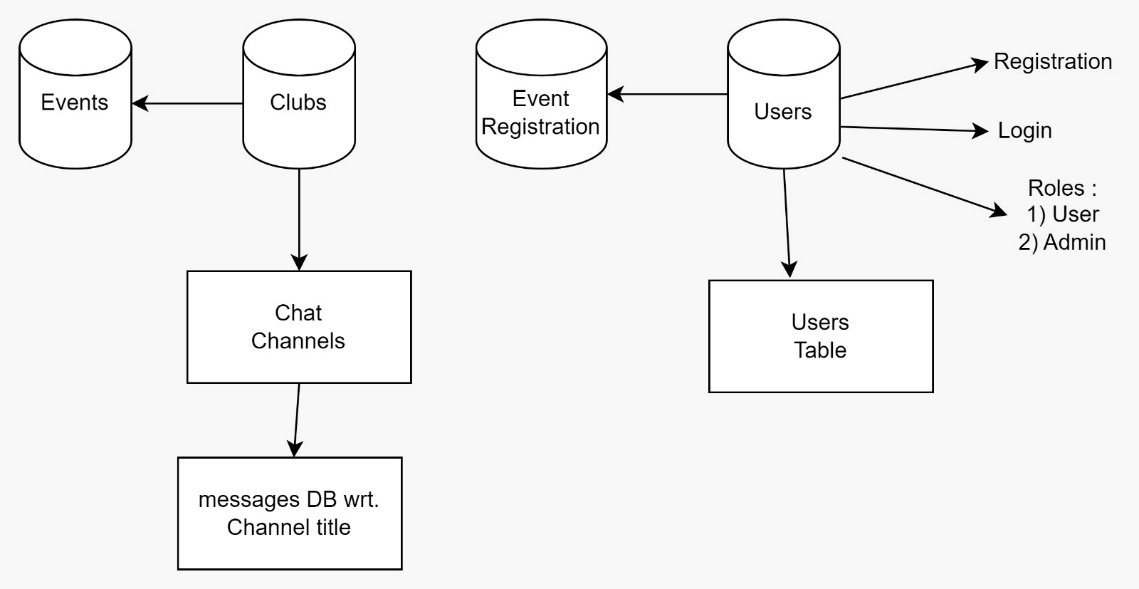 Events
Clubs
Event
Registration
Users
Registration
Login
Roles :
1) User
2) Admin
Chat
Channels
Users
Table
messages DB wrt.
Channel title